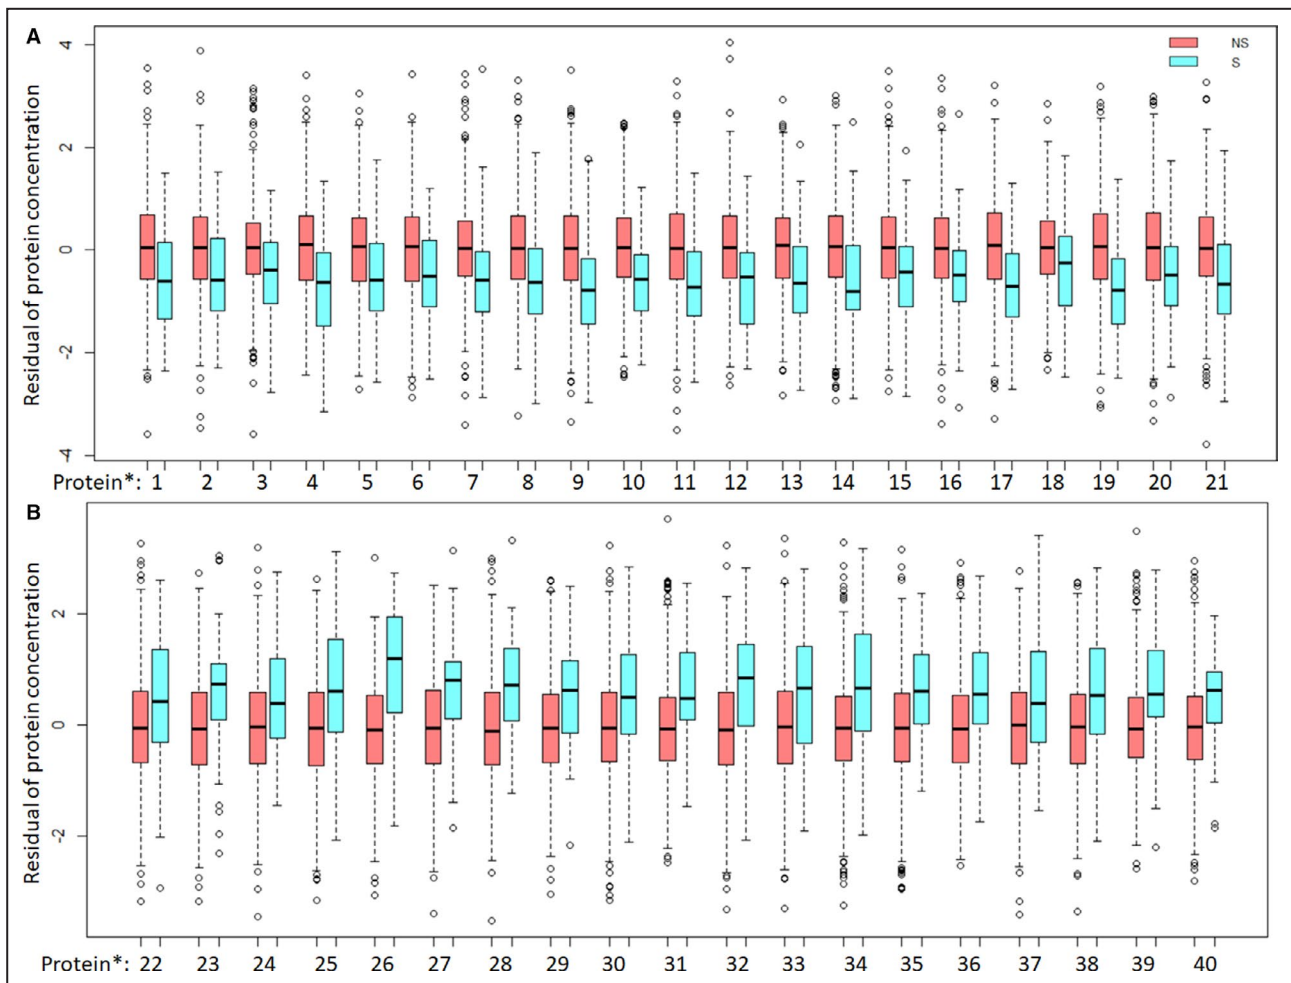 A
4
NS
S
2
0
-2
-4
Residual of protein concentration
Protein*: 1 2 3 4 5 6 7 8 9 10 11 12 13 14 15 16 17 18 19 20 21
B
2
0
-2
Residual of protein concentration
Protein*: 22 23 24 25 26 27 28 29 30 31 32 33 34 35 36 37 38 39 40